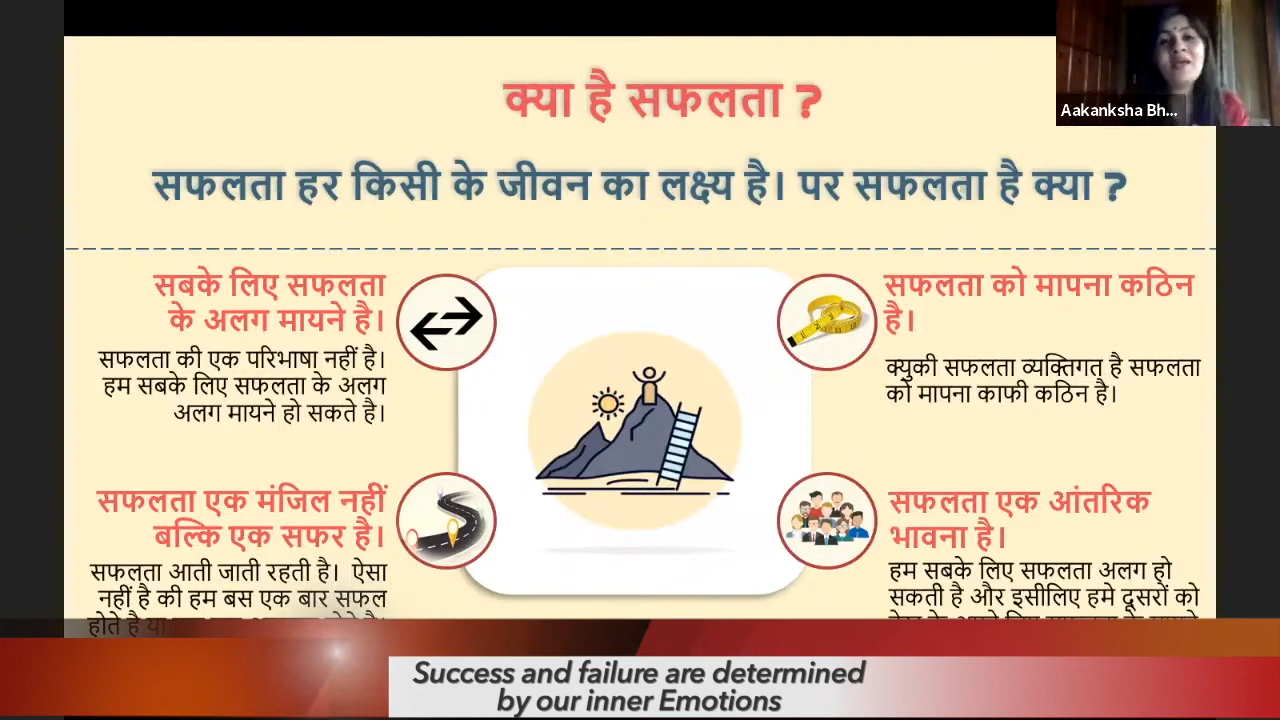 Aakanksha Bh...
क्या है सफलता ?
सफलता हर किसी के जीवन का लक्ष्य है। पर सफलता है क्या ?
सबके लिए सफलता
के अलग मायने है।
सफलता की एक परिभाषा नहीं है।
हम सबके लिए सफलता के अलग
अलग मायने हो सकते है।
सफलता को मापना कठिन
है।
क्युकी सफलता व्यक्तिगत है सफलता
को मापना काफी कठिन है।
सफलता एक मंजिल नहीं
बल्कि एक सफर है।
सफलता आती जाती रहती है। ऐसा
नहीं है की हम बस एक बार सफल
होते है या
सफलता एक आंतरिक
भावना है।
हम सबके लिए सफलता अलग हो
सकती है और इसीलिए हमे दूसरों को
Success and failure are determined
by our inner Emotions